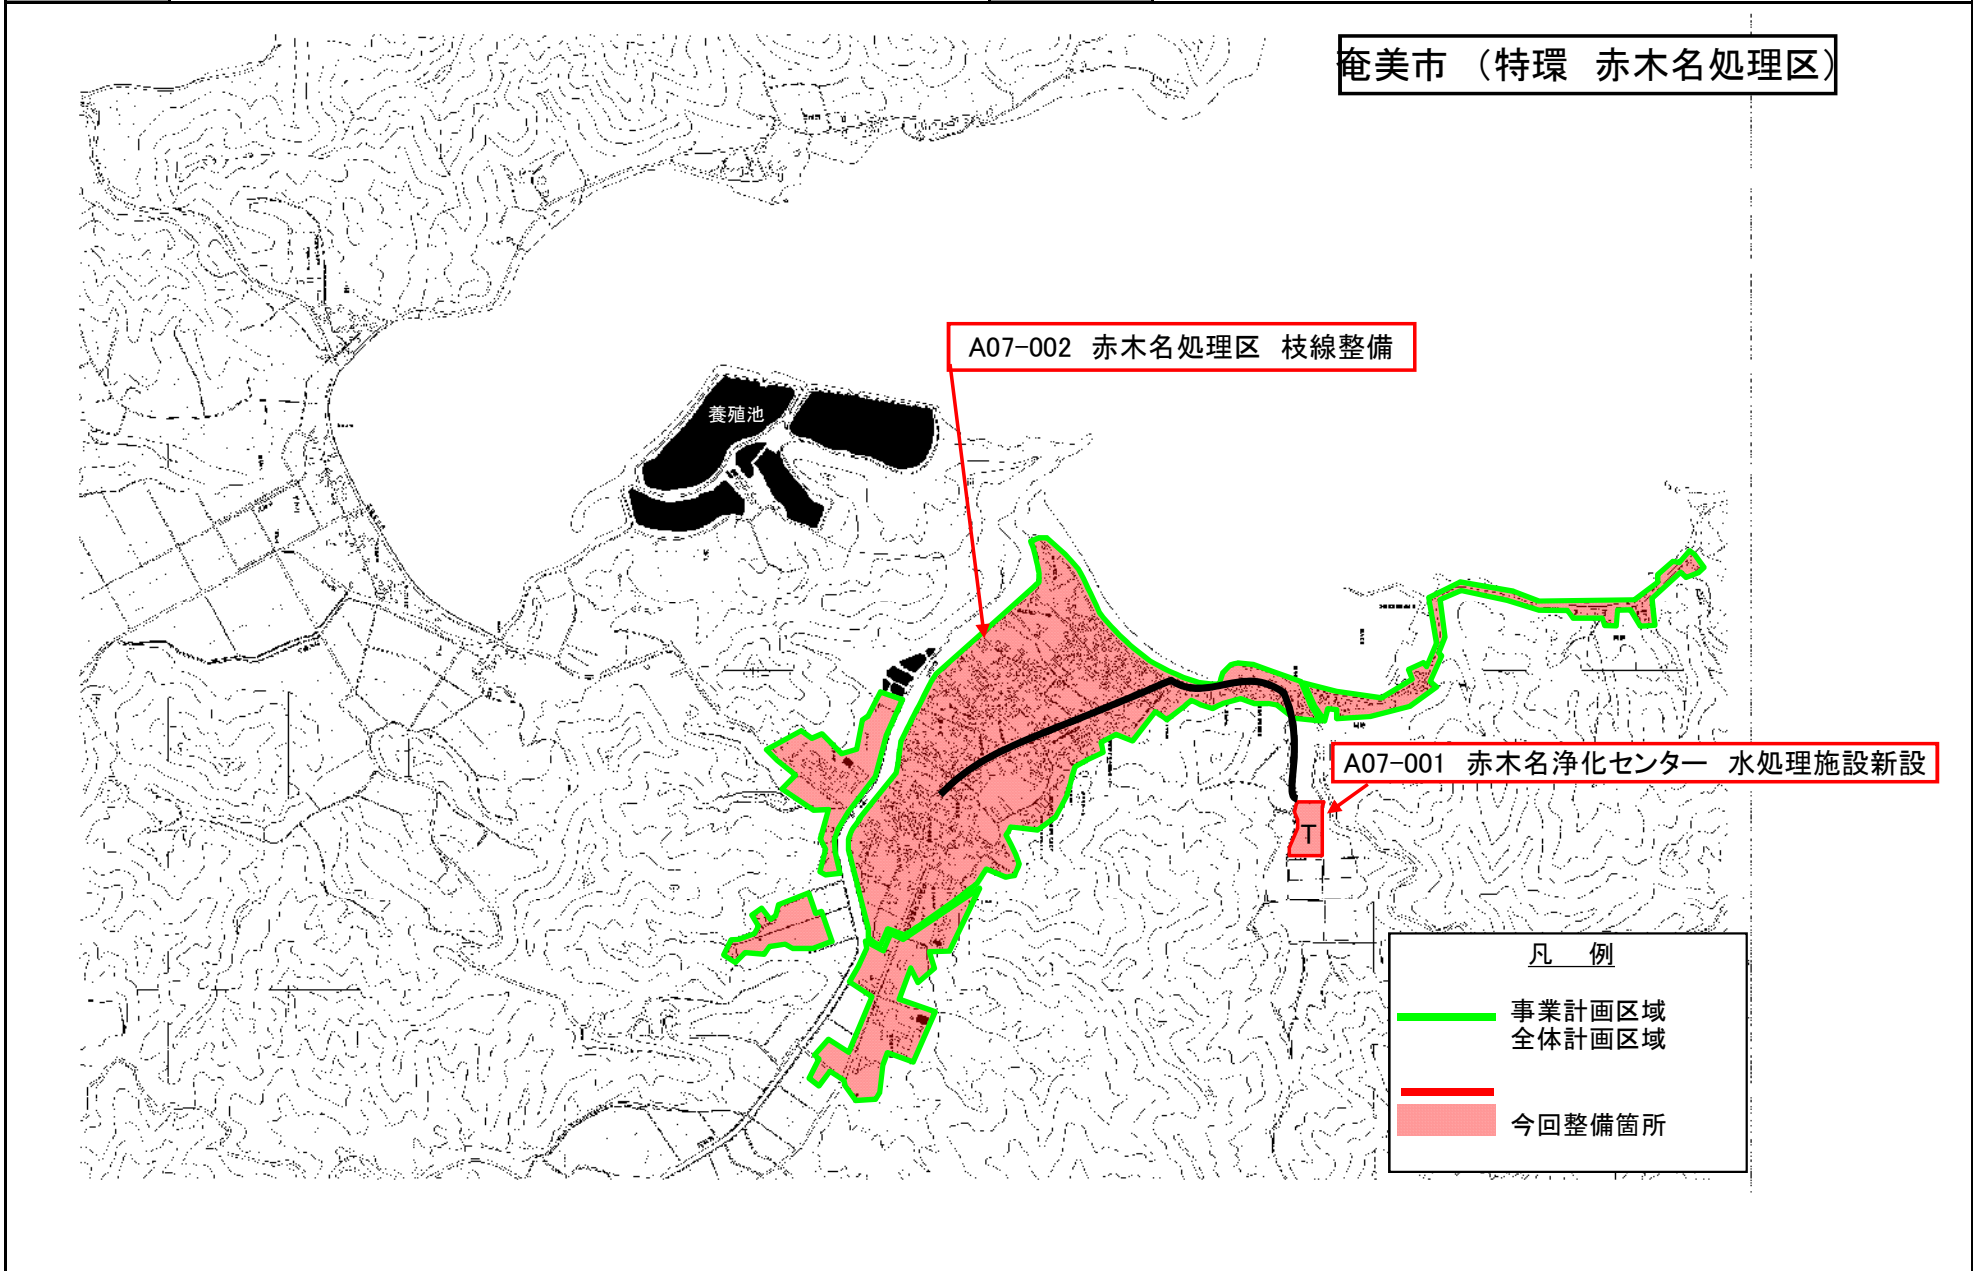 奄美市 （特環 赤木名処理区）
A07-002 赤木名処理区 枝線整備
養殖池
A07-001 赤木名浄化センター 水処理施設新設
T
凡 例
事業計画区域
全体計画区域
今回整備箇所